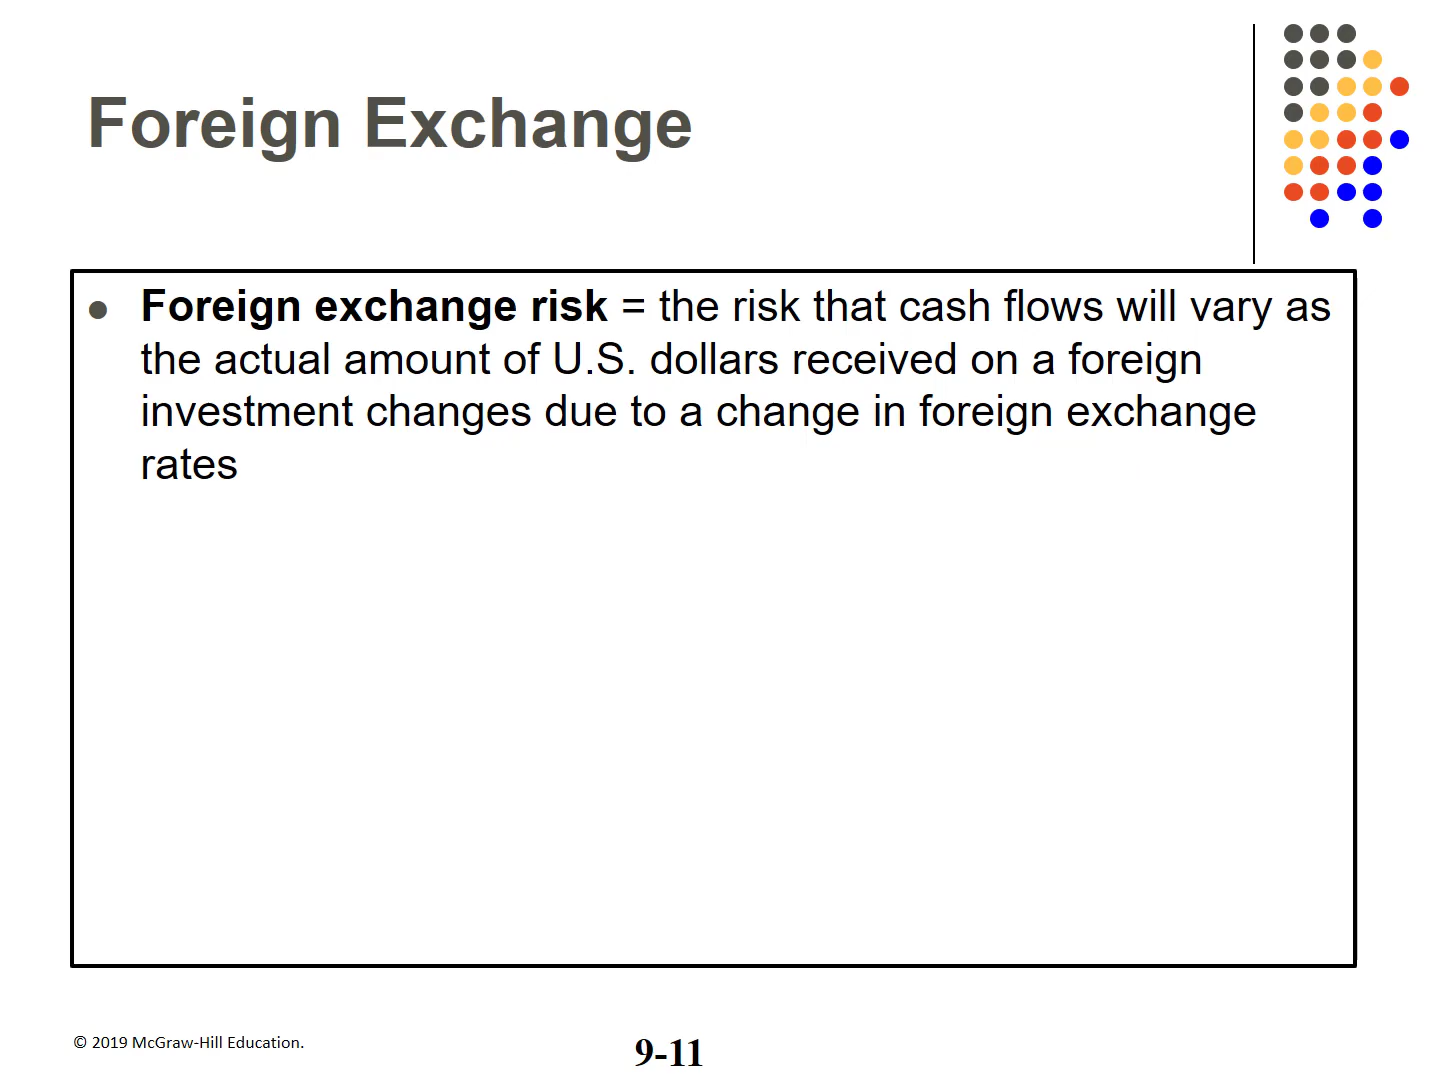 Foreign Exchange
● Foreign exchange risk = the risk that cash flows will vary as
the actual amount of U.S. dollars received on a foreign
investment changes due to a change in foreign exchange
rates
© 2019 McGraw-Hill Education.
9-11